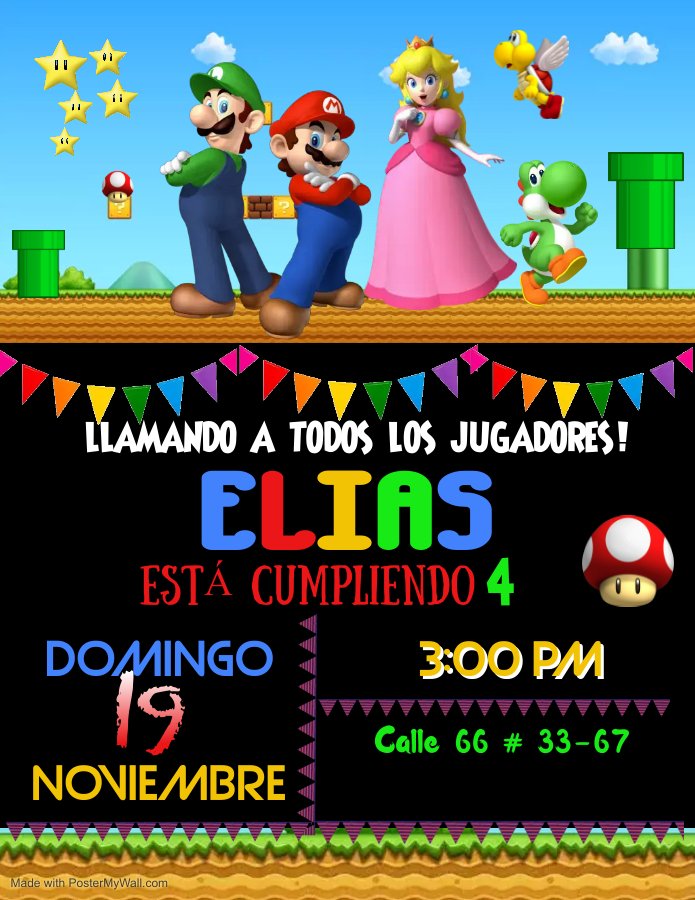 LLAMANDO A TODOS LOS JUGADORES!
ELIAS
ESTÁ CUMPLIENDO 4
DOMINGO
19
NOVIEMBRE
3:00 PM
Calle 66 # 33-67
Made with PosterMyWall.com